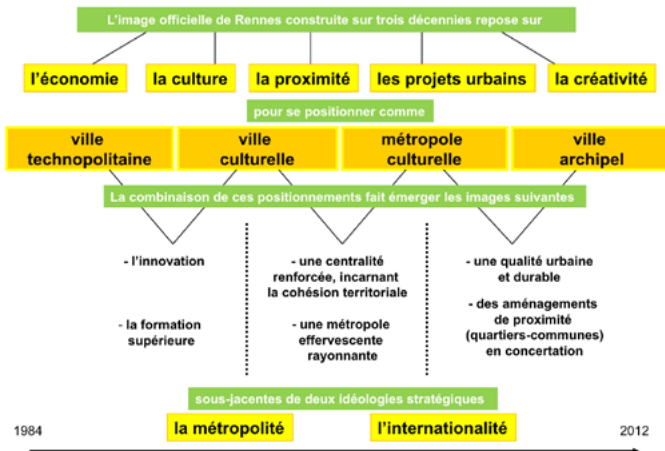 L'image officielle de Rennes construite sur trois décennies repose sur
l'économie
la culture
la proximité
les projets urbains
la créativité
pour se positionner comme
ville
technopolitaine
ville
culturelle
métropole
culturelle
ville
archipel
La combinaison de ces positionnements fait émerger les images suivantes
- l'innovation
- la formation
supérieure
- une centralité
renforcée, incarnant
la cohésion territoriale
- une métropole
effervescente
rayonnante
- une qualité urbaine
et durable
- des aménagements
de proximité
(quartiers-communes)
en concertation
sous-jacentes de deux idéologies stratégiques
1984
la métropolité
l'internationalité
2012